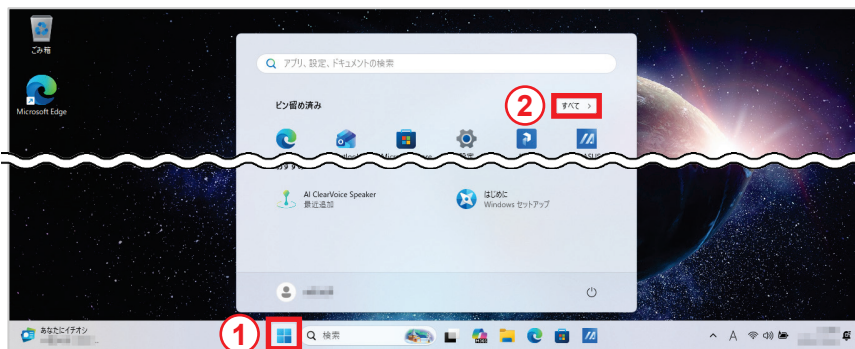 ごみ箱
Microsoft Edge
アプリ、設定、ドキュメントの検索
ピン留め済み
2
すべて >
AI ClearVoice Speaker
最近追加
はじめに
Windows セットアップ
あなたにイチオシ
1
検索
A